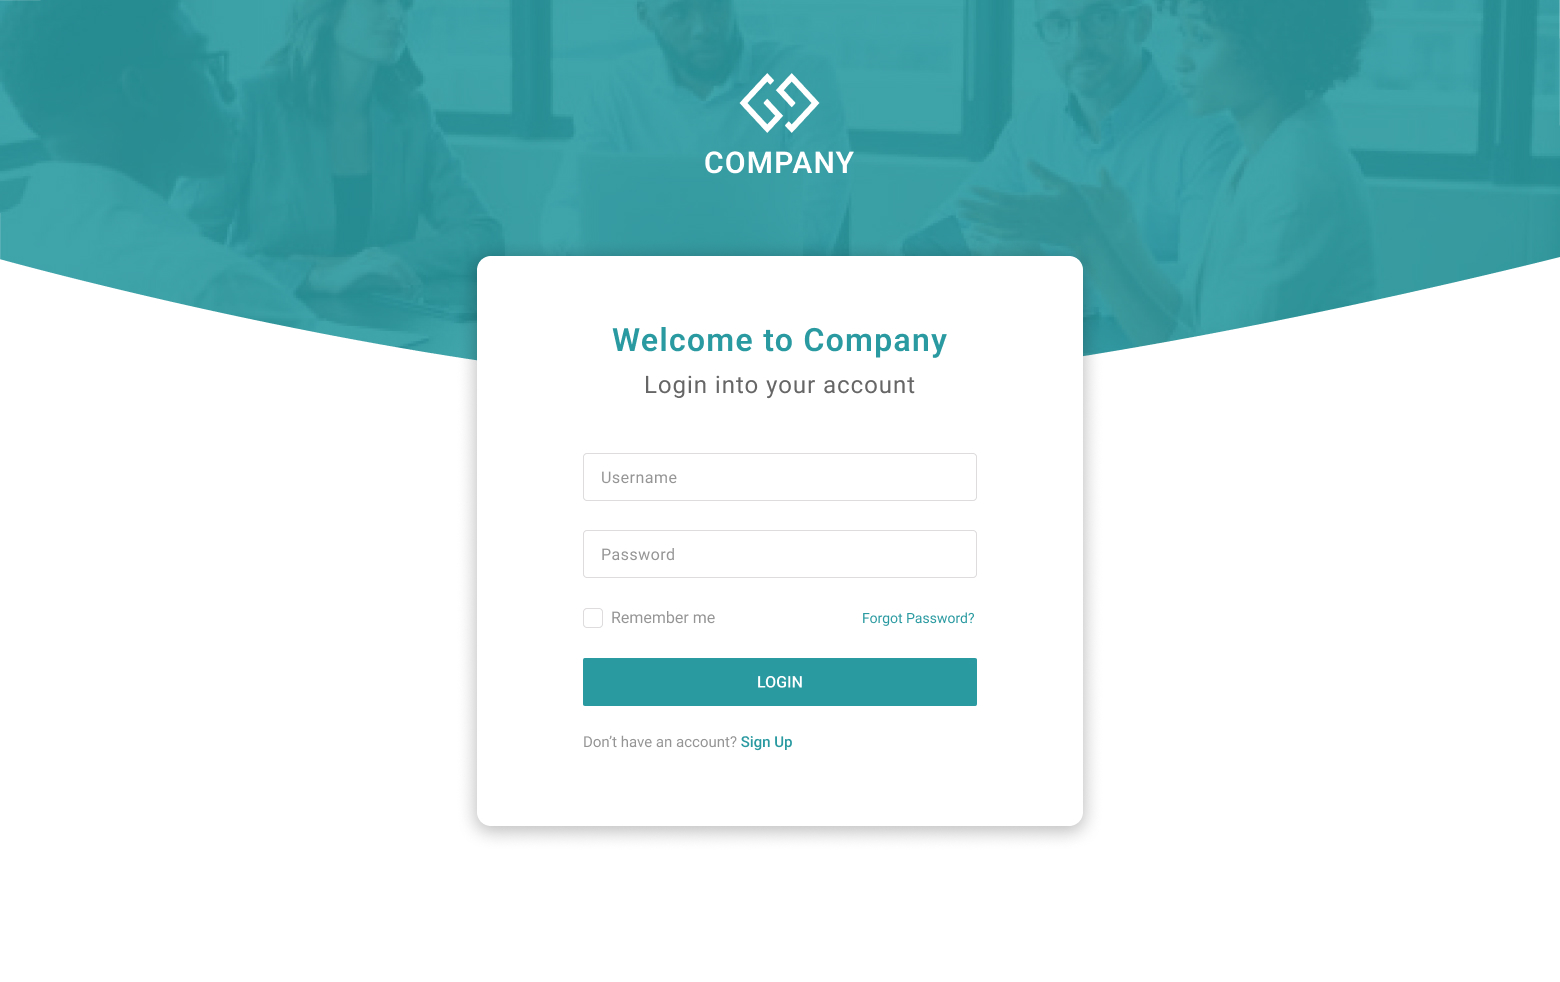 COMPANY
Welcome to Company
Login into your account
Username
Password
Remember me
Forgot Password?
LOGIN
Don’t have an account? Sign Up